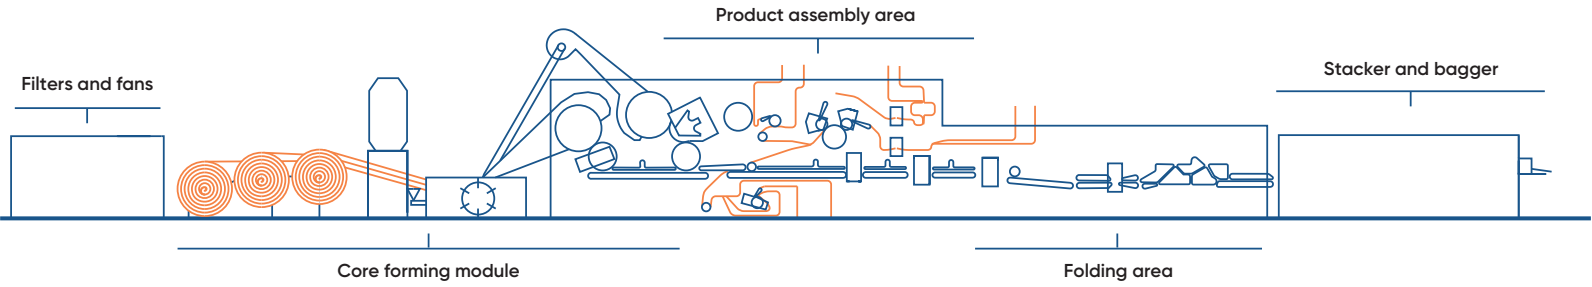 Product assembly area
Filters and fans
Stacker and bagger
Core forming module
Folding area